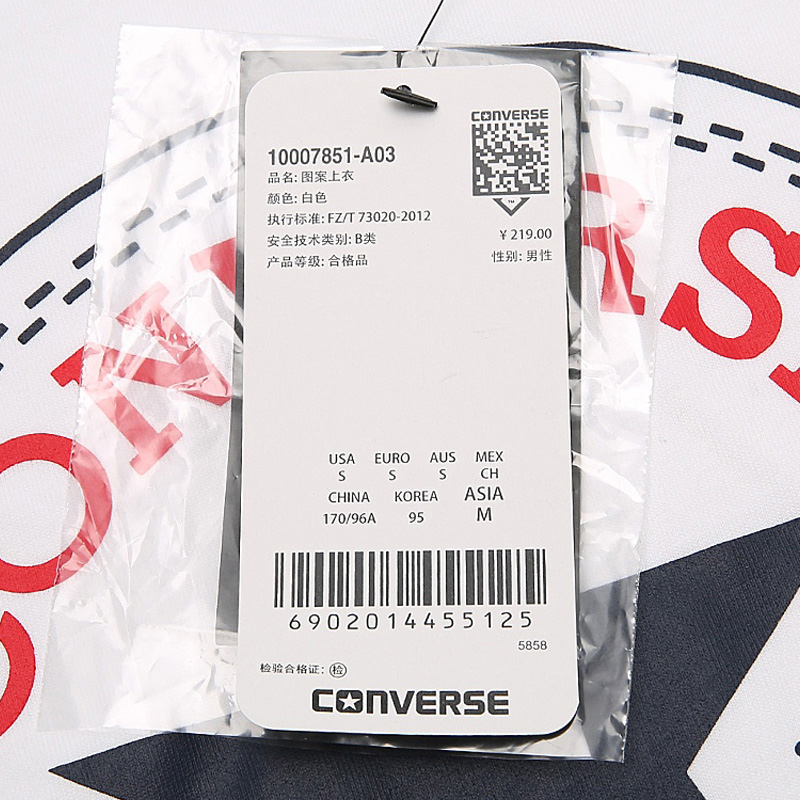 CONVERSE
10007851-A03
品名: 图案上衣
颜色: 白色
执行标准: FZ/T 73020-2012
安全技术类别: B类
产品等级: 合格品
TM
¥ 219.00
性别: 男性
USA EURO AUS MEX
S S S CH
CHINA KOREA ASIA
170/96A 95 M
6902014455125
5858
检验合格证: 检
CONVERSE
CON RS